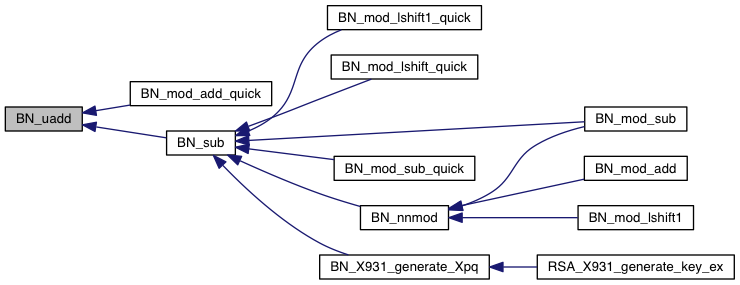 BN_mod_lshift1_quick
BN_mod_lshift_quick
BN_mod_add_quick
BN_uadd
BN_mod_sub
BN_sub
BN_mod_sub_quick
BN_mod_add
BN_nnmod
BN_mod_lshift1
BN_X931_generate_Xpq
RSA_X931_generate_key_ex